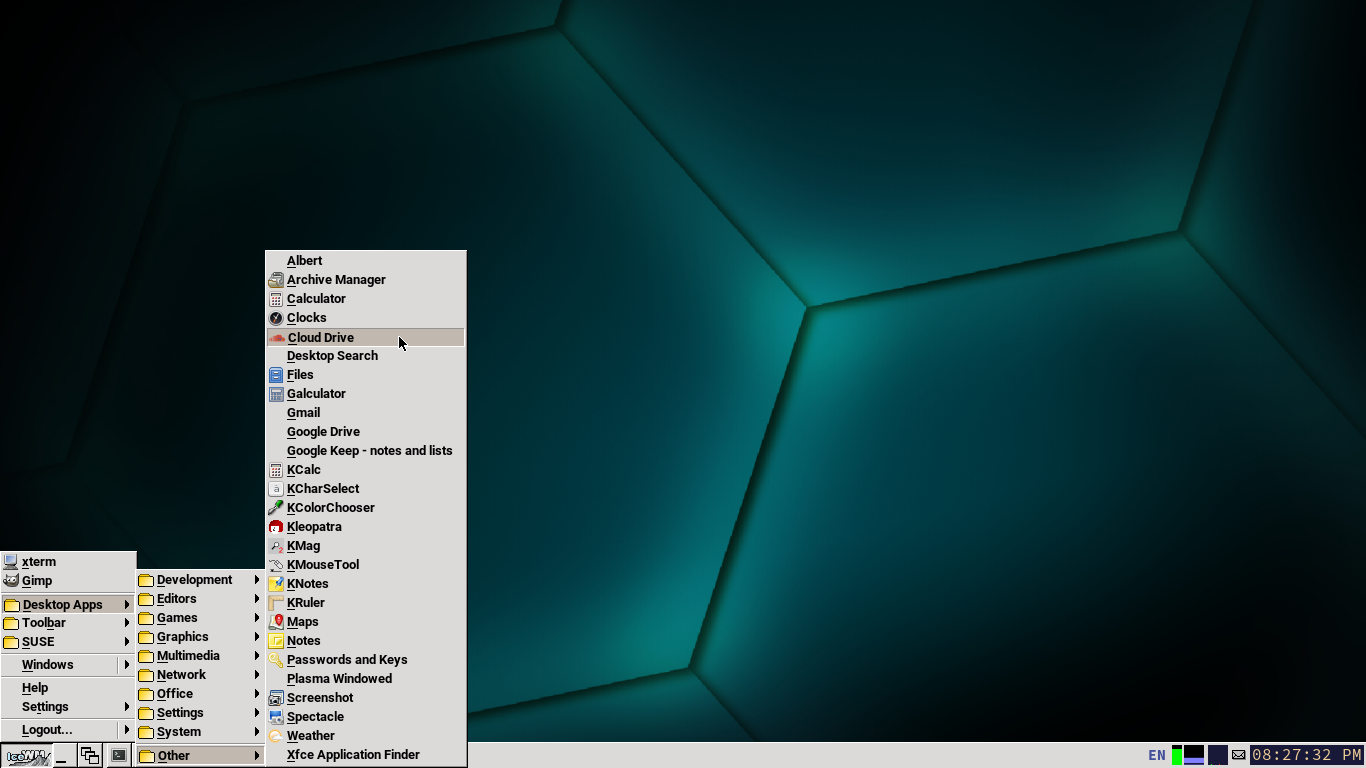 Albert
Archive Manager
Calculator
Clocks
Cloud Drive
Desktop Search
Files
Galculator
Gmail
Google Drive
Google Keep - notes and lists
KCalc
KCharSelect
KColorChooser
Kleopatra
KMag
KMouseTool
KNotes
KRuler
Maps
Notes
Passwords and Keys
Plasma Windowed
Screenshot
Spectacle
Weather
Xfce Application Finder
Development
Editors
Games
Graphics
Multimedia
Network
Office
Settings
System
Other
xterm
Gimp
Desktop Apps
Toolbar
SUSE
Windows
Help
Settings
Logout...
IceWM
EN
08:27:32 PM